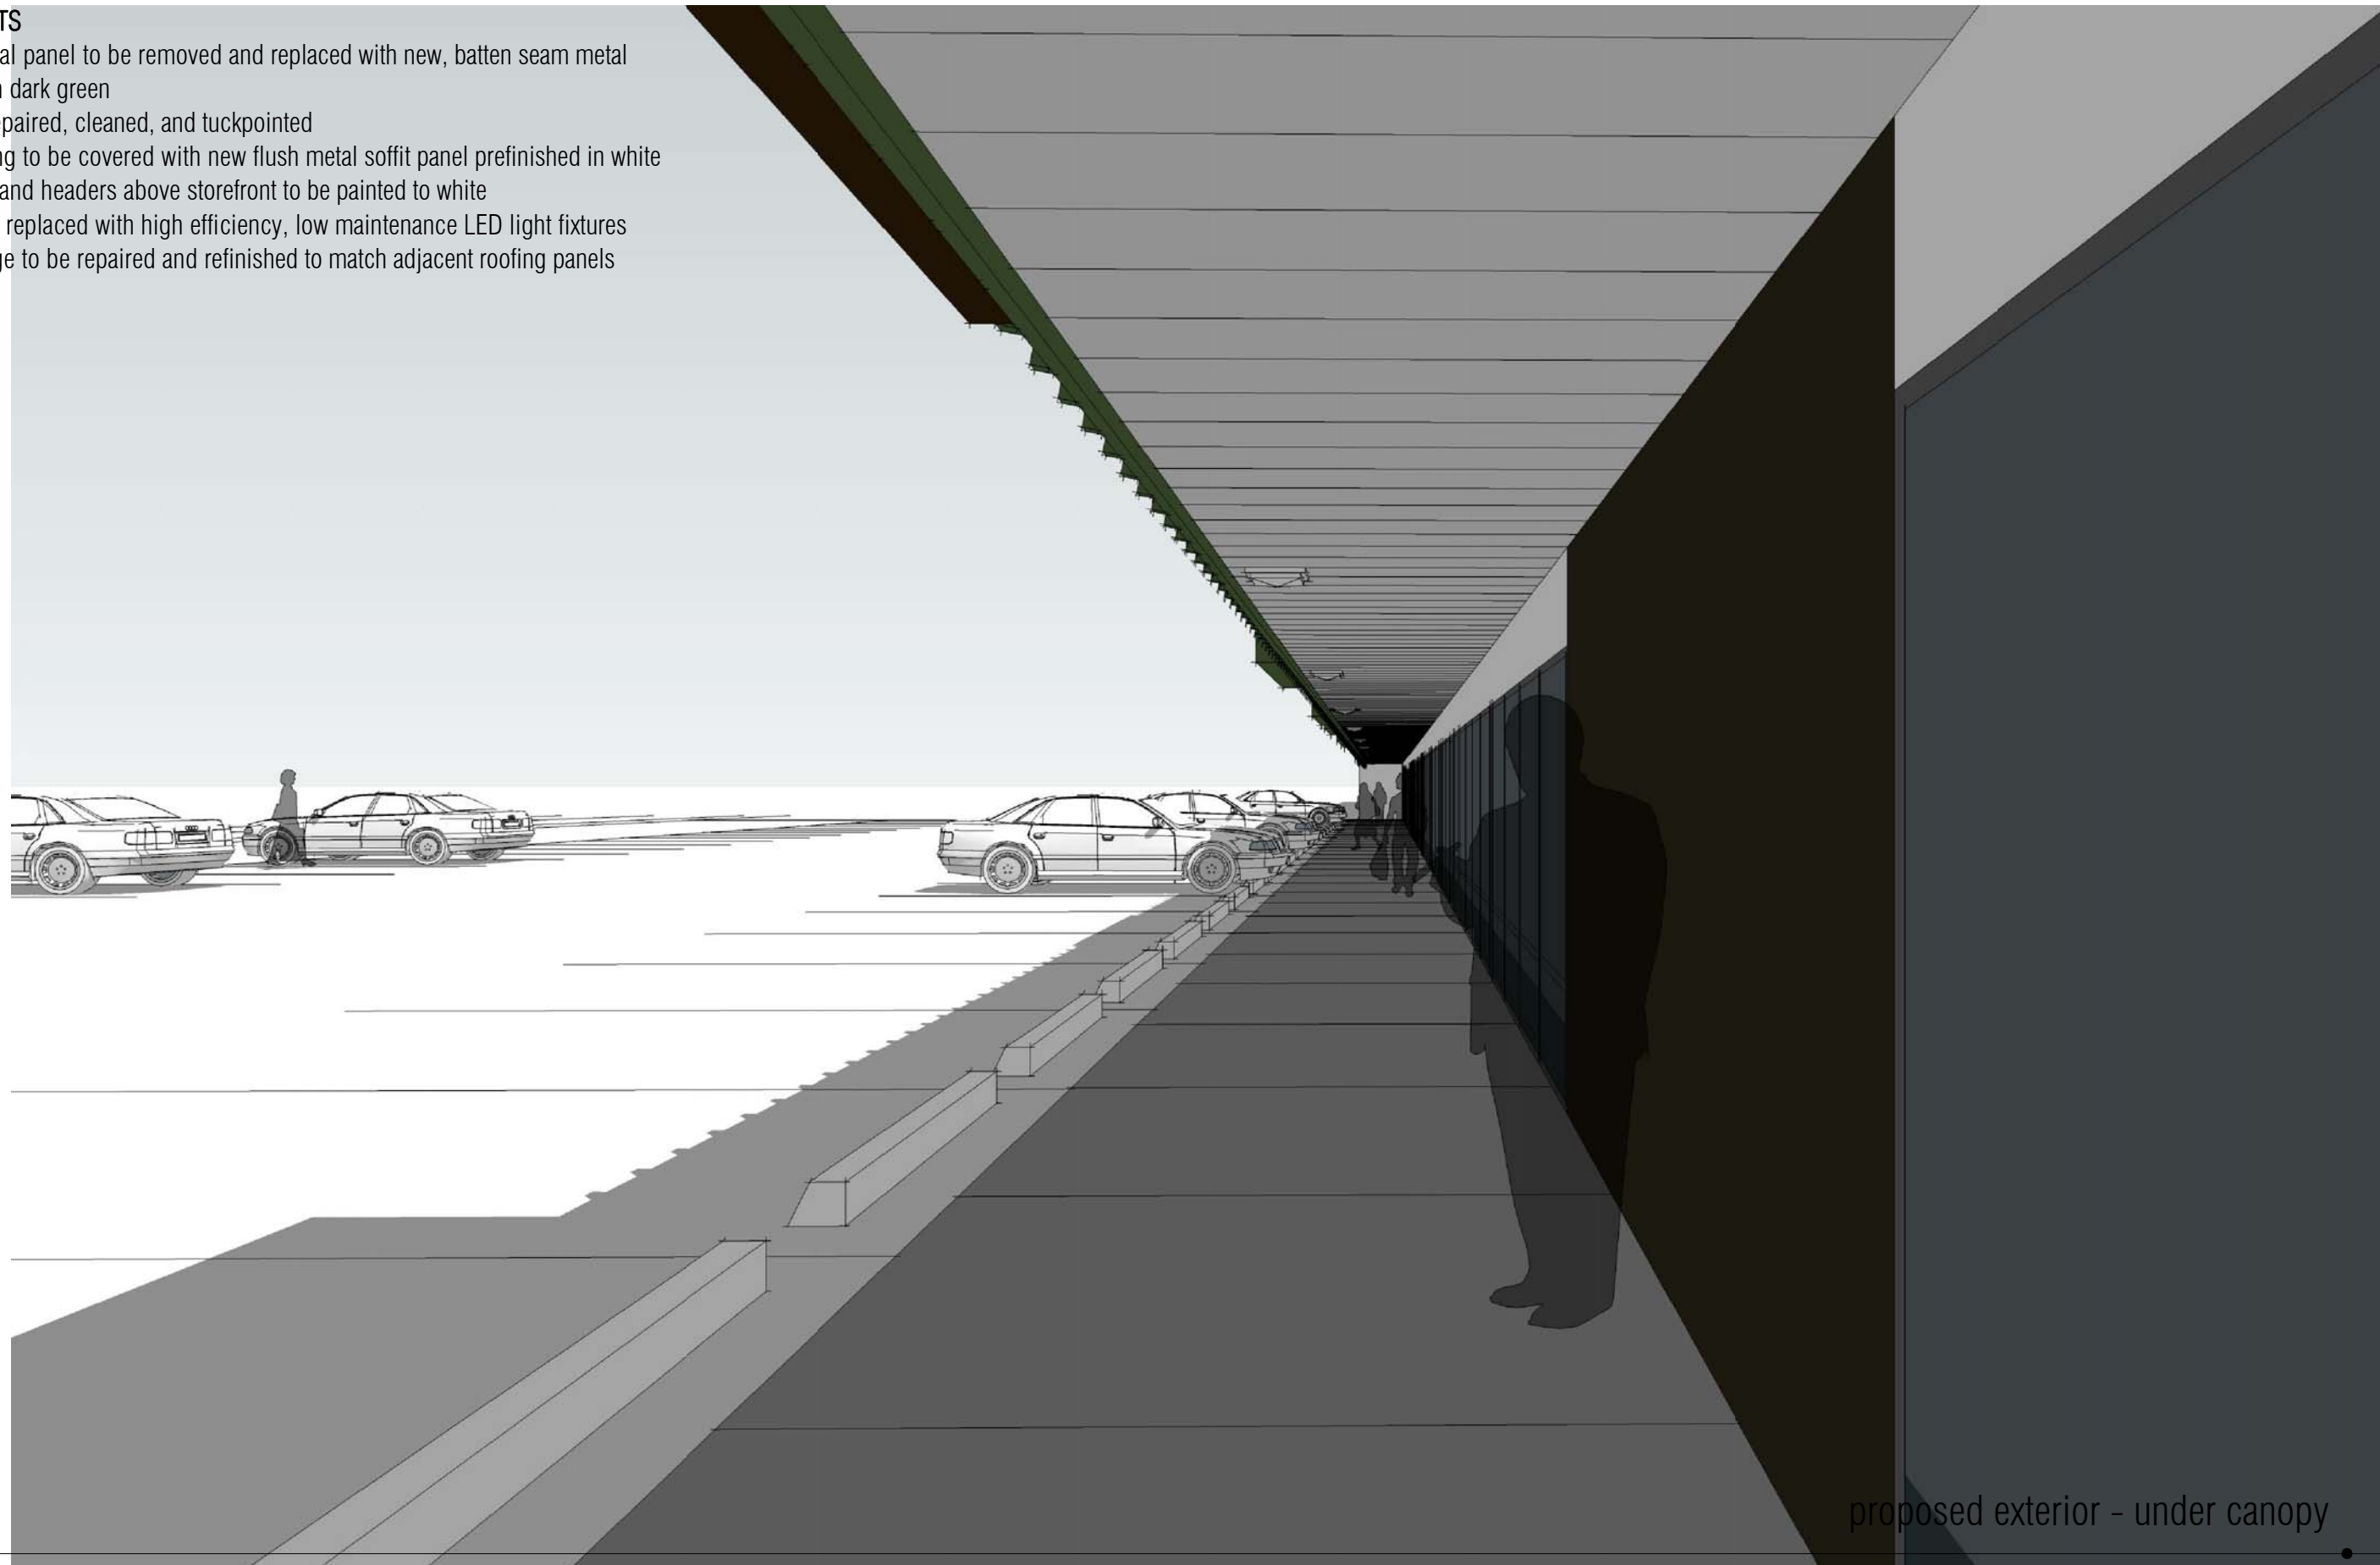 TS
al panel to be removed and replaced with new, batten seam metal
dark green
paired, cleaned, and tuckpointed
g to be covered with new flush metal soffit panel prefinished in white
and headers above storefront to be painted to white
replaced with high efficiency, low maintenance LED light fixtures
ge to be repaired and refinished to match adjacent roofing panels
proposed exterior - under canopy